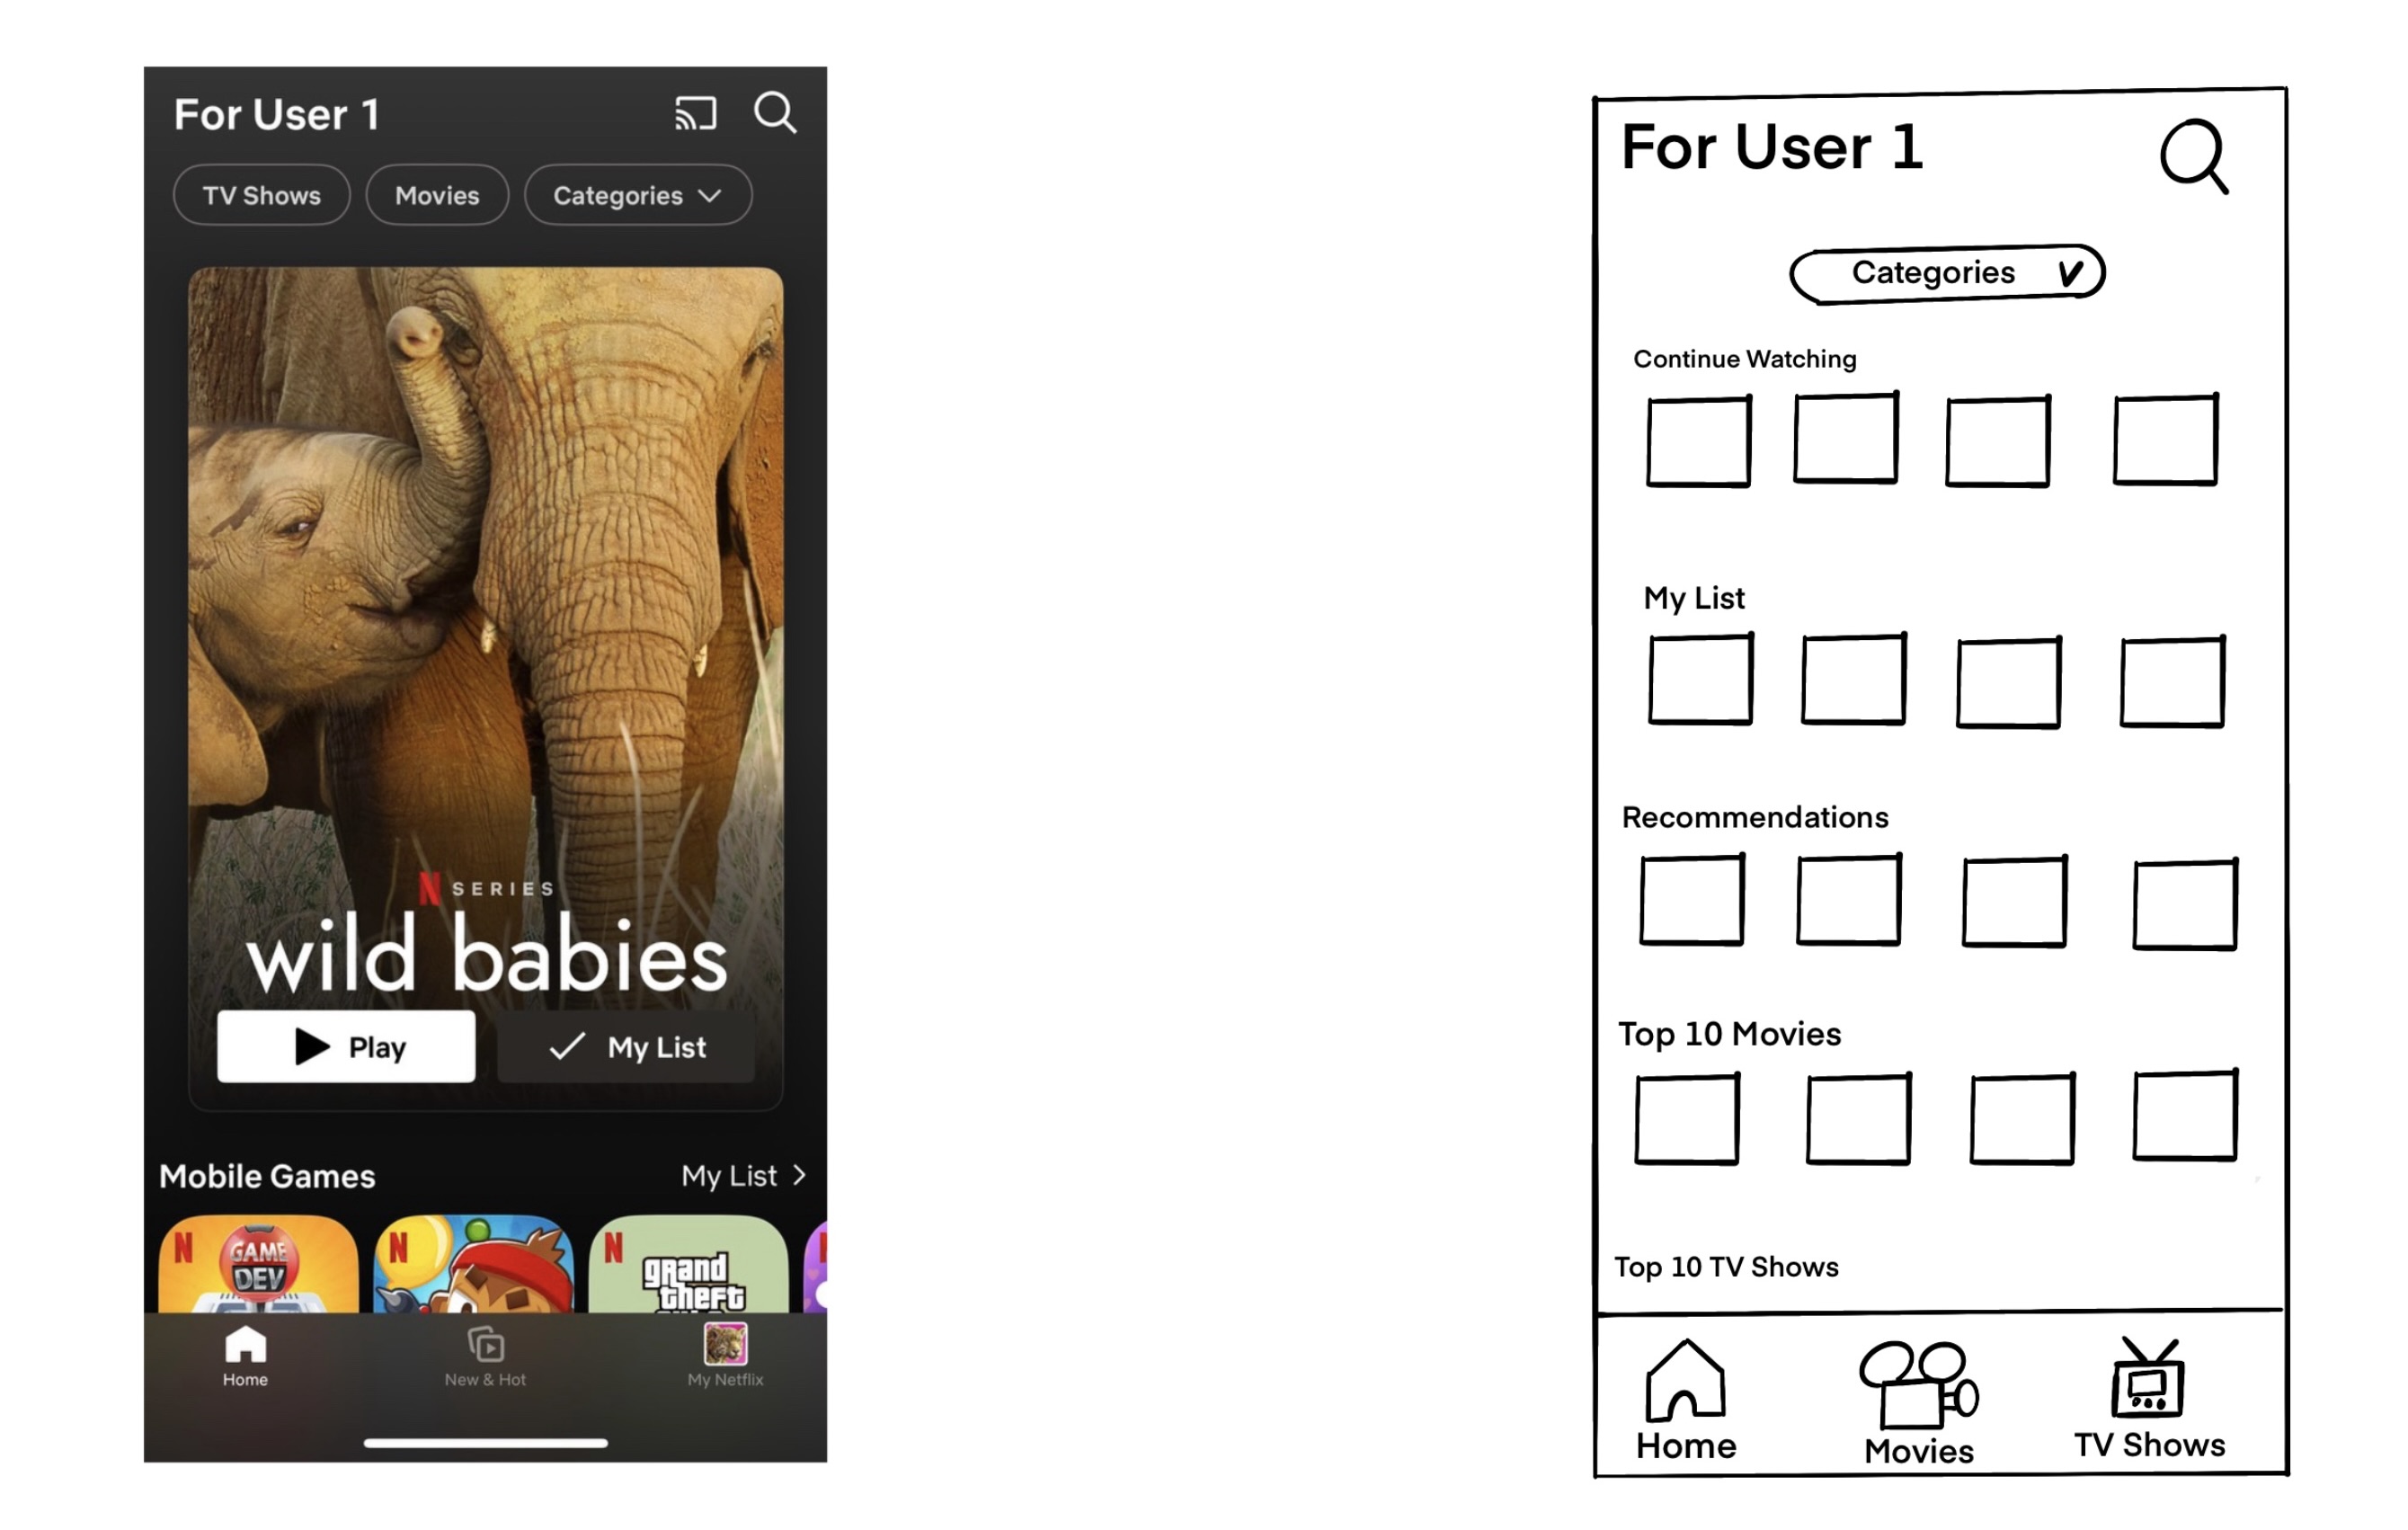 For User 1
TV Shows Movies Categories
N SERIES
wild babies
Play My List
Mobile Games My List
N GAME DEV
N
N grand theft
Home New & Hot My Netflix
For User 1
Categories
Continue Watching
My List
Recommendations
Top 10 Movies
Top 10 TV Shows
Home Movies TV Shows